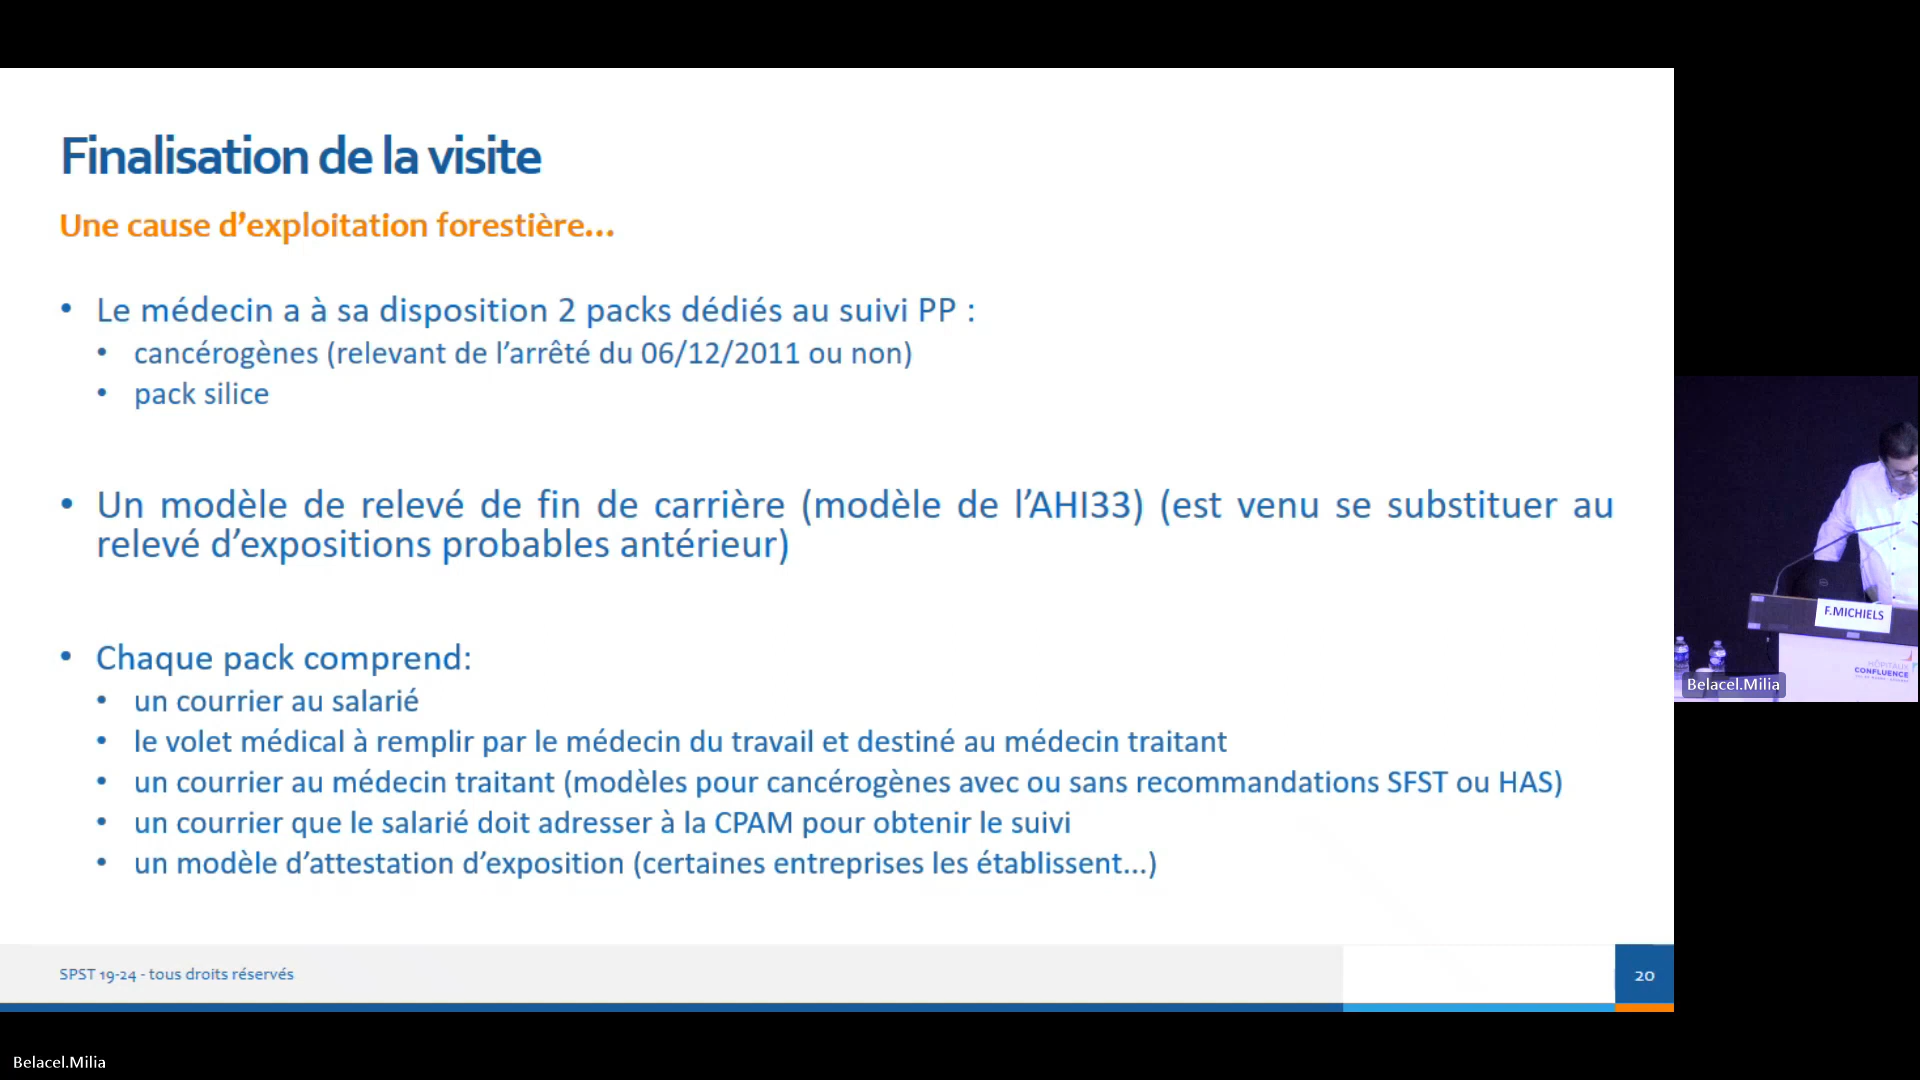 Finalisation de la visite
Une cause d'exploitation forestière...
• Le médecin a à sa disposition 2 packs dédiés au suivi PP :
• cancérogènes (relevant de l'arrêté du 06/12/2011 ou non)
• pack silice
• Un modèle de relevé de fin de carrière (modèle de l'AHI33) (est venu se substituer au
relevé d'expositions probables antérieur)
• Chaque pack comprend:
• un courrier au salarié
• le volet médical à remplir par le médecin du travail et destiné au médecin traitant
• un courrier au médecin traitant (modèles pour cancérogènes avec ou sans recommandations SFST ou HAS)
• un courrier que le salarié doit adresser à la CPAM pour obtenir le suivi
• un modèle d'attestation d'exposition (certaines entreprises les établissent...)
SPST 19-24 - tous droits réservés
20
F.MICHIELS
HÔPITAUX
CONFLUENCE
Belacel.Milia
Belacel.Milia